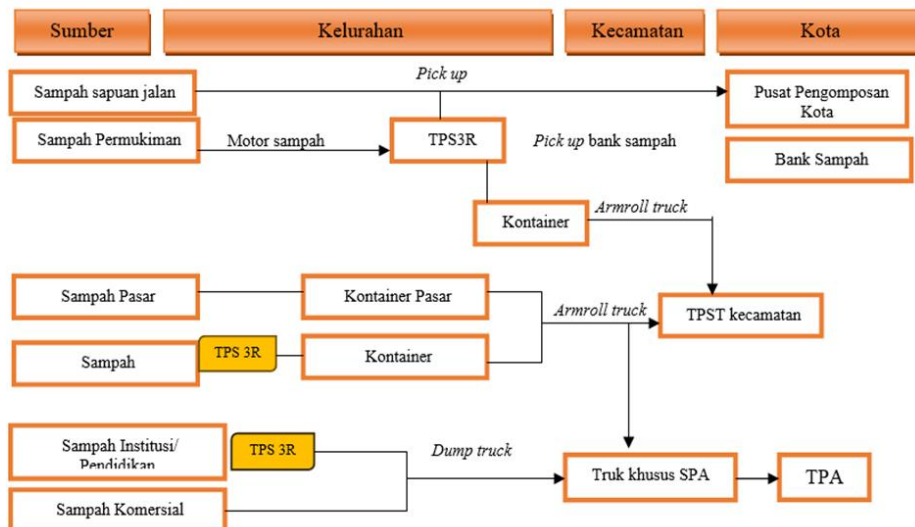 Sumber
Kelurahan
Kecamatan
Kota
Pick up
Sampah sapuan jalan
Pusat Pengomposan
Kota
Sampah Permukiman
Motor sampah
TPS3R
Pick up bank sampah
Bank Sampah
Kontainer
Armroll truck
Sampah Pasar
Kontainer Pasar
Armroll truck
TPST kecamatan
Sampah
TPS 3R
Kontainer
Sampah Institusi/
Pendidikan
TPS 3R
Dump truck
Truk khusus SPA
TPA
Sampah Komersial